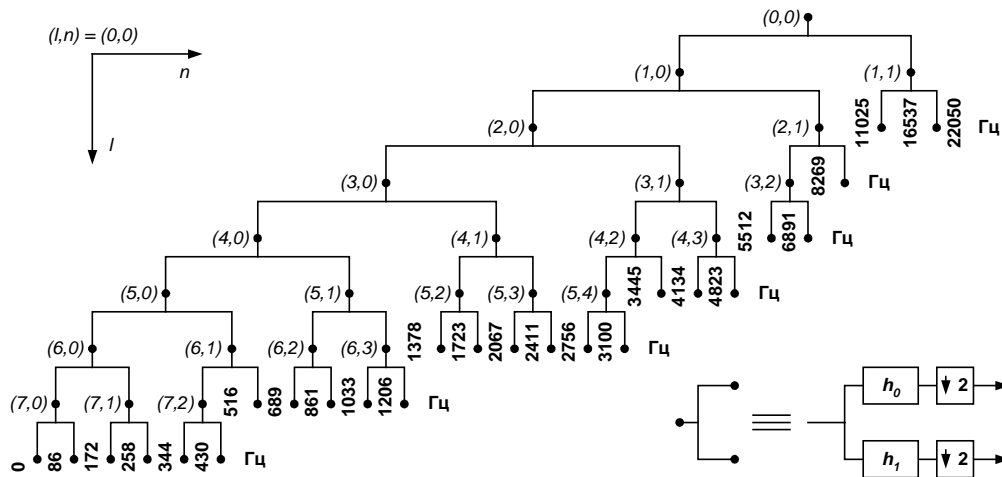 (0,0)
(l,n) = (0,0)
n
l
(1,0)
(1,1)
11025 16537 22050 Гц
(2,0)
(2,1)
8269 Гц
(3,0)
(3,1)
(3,2)
5512 6891 Гц
(4,0)
(4,1)
(4,2)
(4,3)
3445 4134 4823 Гц
(5,0)
(5,1)
(5,2)
(5,3)
(5,4)
1378 1723 2067 2411 2756 3100 Гц
(6,0)
(6,1)
(6,2)
(6,3)
516 689 861 1033 1206 Гц
(7,0)
(7,1)
(7,2)
0 86 172 258 344 430 Гц
h0 2
h1 2